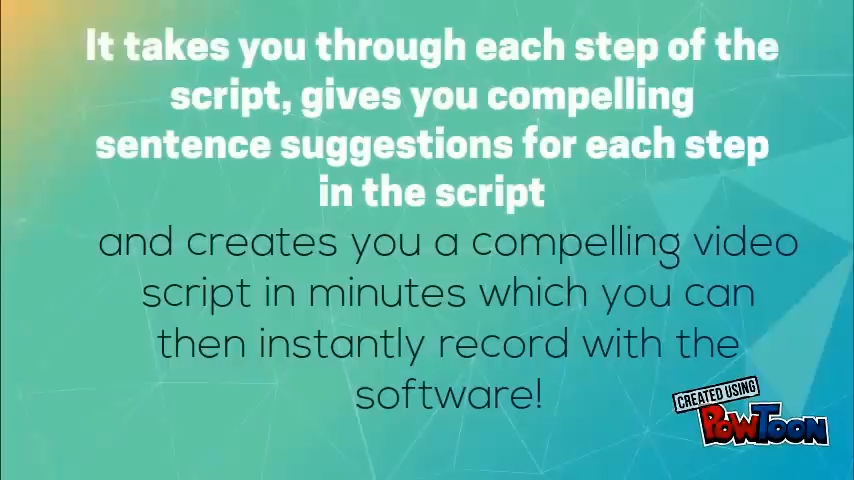 It takes you through each step of the
script, gives you compelling
sentence suggestions for each step
in the script
and creates you a compelling video
script in minutes which you can
then instantly record with the
software!
CREATED USING
POWTOON